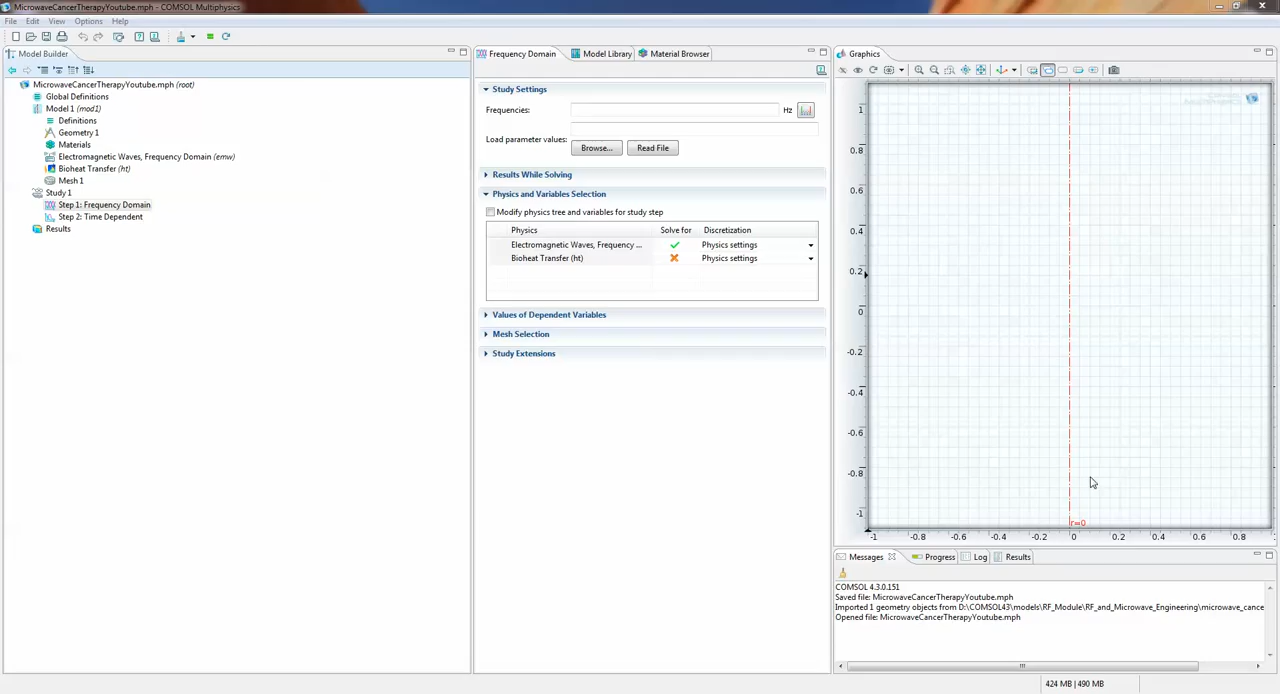 MicrowaveCancerTherapyYoutube.mph - COMSOL Multiphysics
File Edit View Options Help
Model Builder
MicrowaveCancerTherapyYoutube.mph (root)
Global Definitions
Model 1 (mod1)
Definitions
Geometry 1
Materials
Electromagnetic Waves, Frequency Domain (emw)
Bioheat Transfer (ht)
Mesh 1
Study 1
Step 1: Frequency Domain
Step 2: Time Dependent
Results
Frequency Domain Model Library Material Browser
Study Settings
Frequencies: Hz
Load parameter values:
Browse... Read File
Results While Solving
Physics and Variables Selection
Modify physics tree and variables for study step
Physics Solve for Discretization
Electromagnetic Waves, Frequency ... Physics settings
Bioheat Transfer (ht) Physics settings
Values of Dependent Variables
Mesh Selection
Study Extensions
Graphics
1
0.8
0.6
0.4
0.2
0
-0.2
-0.4
-0.6
-0.8
-1
r=0
-1 -0.8 -0.6 -0.4 -0.2 0 0.2 0.4 0.6 0.8
Messages Progress Log Results
COMSOL 4.3.0.151
Saved file: MicrowaveCancerTherapyYoutube.mph
Imported 1 geometry objects from D:\COMSOL43\models\RF_Module\RF_and_Microwave_Engineering\microwave_cance
Opened file: MicrowaveCancerTherapyYoutube.mph
424 MB | 490 MB